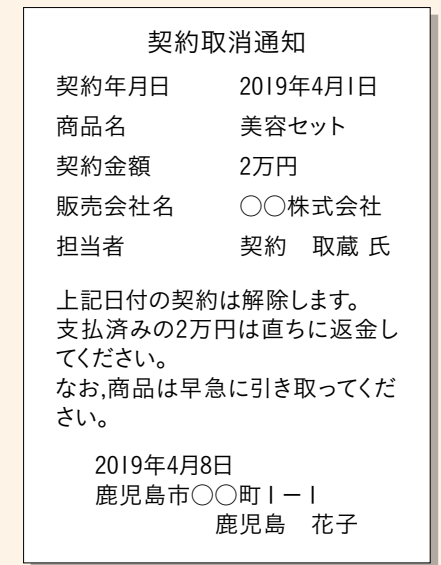 契約取消通知
契約年月日 2019年4月1日
商品名 美容セット
契約金額 2万円
販売会社名 ○○株式会社
担当者 契約 取蔵 氏
上記日付の契約は解除します。
支払済みの2万円は直ちに返金し
てください。
なお,商品は早急に引き取ってくだ
さい。
2019年4月8日
鹿児島市○○町1－1
鹿児島 花子